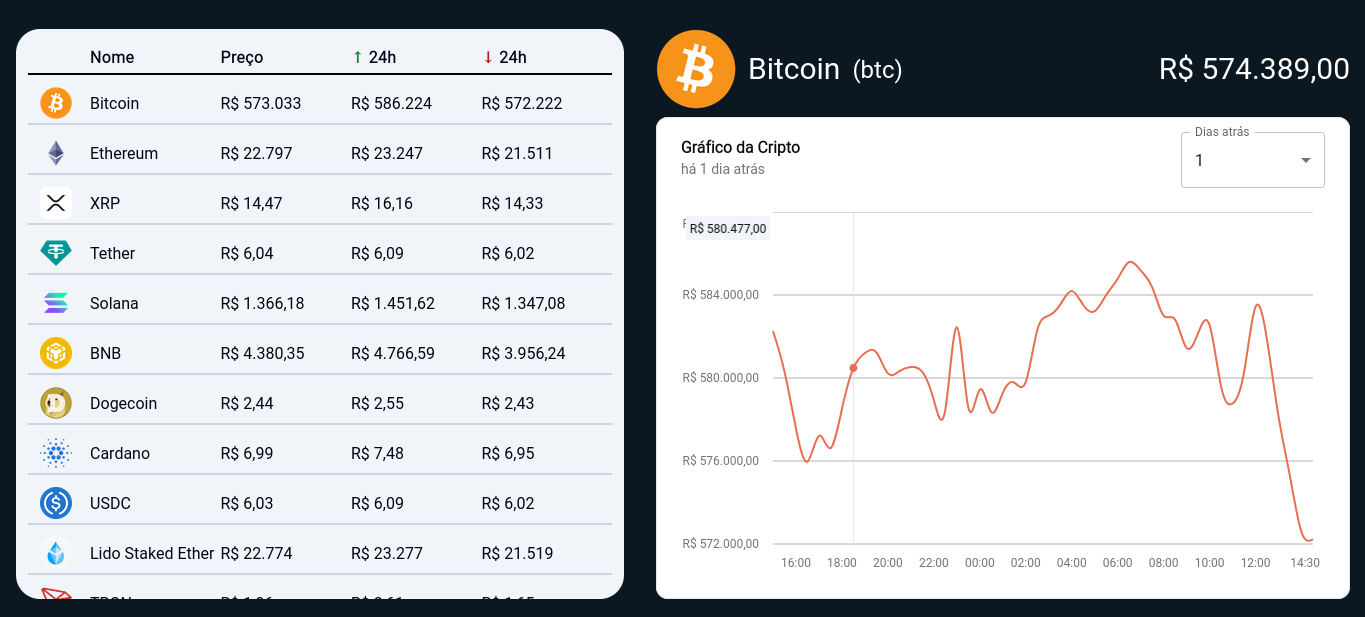 Nome Preço ↑ 24h ↓ 24h
Bitcoin R$ 573.033 R$ 586.224 R$ 572.222
Ethereum R$ 22.797 R$ 23.247 R$ 21.511
XRP R$ 14,47 R$ 16,16 R$ 14,33
Tether R$ 6,04 R$ 6,09 R$ 6,02
Solana R$ 1.366,18 R$ 1.451,62 R$ 1.347,08
BNB R$ 4.380,35 R$ 4.766,59 R$ 3.956,24
Dogecoin R$ 2,44 R$ 2,55 R$ 2,43
Cardano R$ 6,99 R$ 7,48 R$ 6,95
USDC R$ 6,03 R$ 6,09 R$ 6,02
Lido Staked Ether R$ 22.774 R$ 23.277 R$ 21.519
Bitcoin (btc) R$ 574.389,00
Gráfico da Cripto
há 1 dia atrás
Dias atrás
1
R$ 580.477,00
R$ 584.000,00
R$ 580.000,00
R$ 576.000,00
R$ 572.000,00
16:00 18:00 20:00 22:00 00:00 02:00 04:00 06:00 08:00 10:00 12:00 14:30